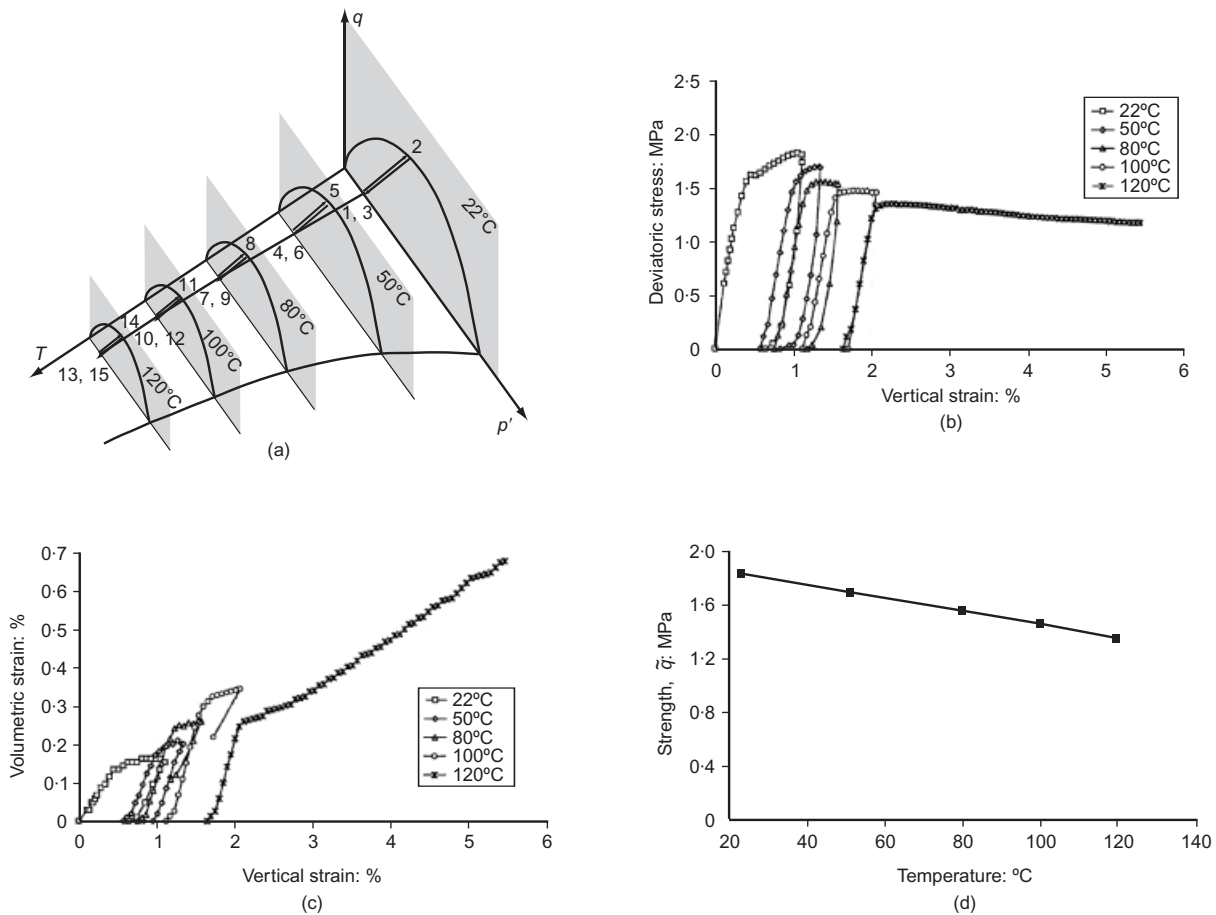 q
2
5
1, 3
22°C
8
4, 6
50°C
11
7, 9
80°C
14
10, 12
100°C
T
13, 15
120°C
p′
(a)
2·5
2·0
1·5
1·0
0·5
0
Deviatoric stress: MPa
22ºC
50ºC
80ºC
100ºC
120ºC
0 1 2 3 4 5 6
Vertical strain: %
(b)
0·7
0·6
0·5
0·4
0·3
0·2
0·1
0
Volumetric strain: %
22ºC
50ºC
80ºC
100ºC
120ºC
0 1 2 3 4 5 6
Vertical strain: %
(c)
2·0
1·6
1·2
0·8
0·4
0
Strength, q̃: MPa
20 40 60 80 100 120 140
Temperature: ºC
(d)